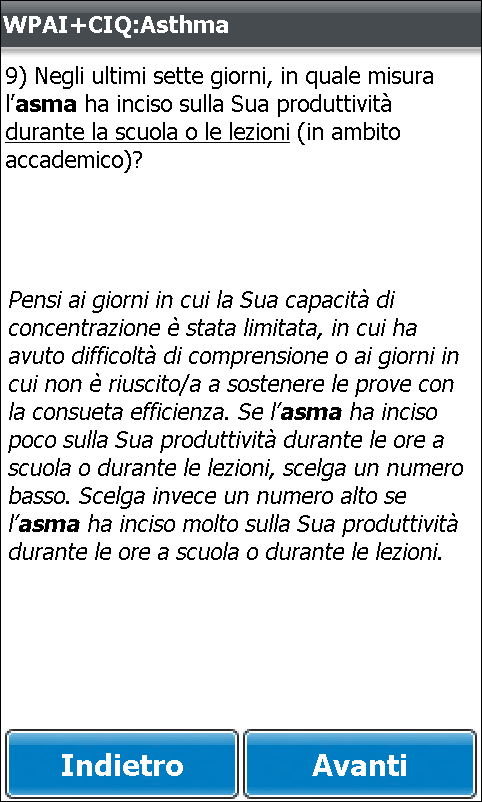 WPAI+CIQ:Asthma
9) Negli ultimi sette giorni, in quale misura
l’asma ha inciso sulla Sua produttività
durante la scuola o le lezioni (in ambito
accademico)?
Pensi ai giorni in cui la Sua capacità di
concentrazione è stata limitata, in cui ha
avuto difficoltà di comprensione o ai giorni in
cui non è riuscito/a a sostenere le prove con
la consueta efficienza. Se l’asma ha inciso
poco sulla Sua produttività durante le ore a
scuola o durante le lezioni, scelga un numero
basso. Scelga invece un numero alto se
l’asma ha inciso molto sulla Sua produttività
durante le ore a scuola o durante le lezioni.
Indietro
Avanti